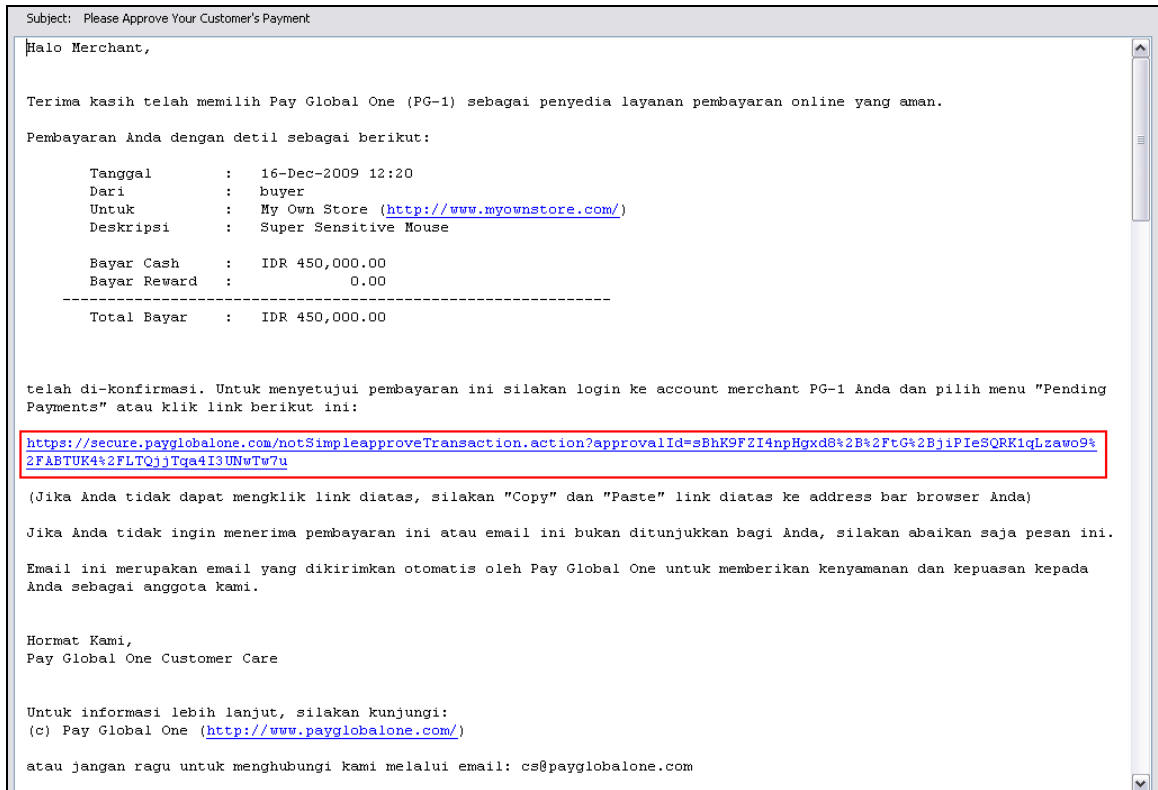 Subject: Please Approve Your Customer's Payment
Halo Merchant,
Terima kasih telah memilih Pay Global One (PG-1) sebagai penyedia layanan pembayaran online yang aman.
Pembayaran Anda dengan detil sebagai berikut:
Tanggal : 16-Dec-2009 12:20
Dari : buyer
Untuk : My Own Store (http://www.myownstore.com/)
Deskripsi : Super Sensitive Mouse
Bayar Cash : IDR 450,000.00
Bayar Reward : 0.00
-------------------------------------------------------------
Total Bayar : IDR 450,000.00
telah di-konfirmasi. Untuk menyetujui pembayaran ini silakan login ke account merchant PG-1 Anda dan pilih menu "Pending
Payments" atau klik link berikut ini:
https://secure.payglobalone.com/notSimpleapproveTransaction.action?approvalId=sBhK9FZI4npHgxd8%2B%2FtG%2BjiPIeSQRK1qLzawo9%
2FABTUK4%2FLTQjjTqa4I3UNwTw7u
(Jika Anda tidak dapat mengklik link diatas, silakan "Copy" dan "Paste" link diatas ke address bar browser Anda)
Jika Anda tidak ingin menerima pembayaran ini atau email ini bukan ditunjukkan bagi Anda, silakan abaikan saja pesan ini.
Email ini merupakan email yang dikirimkan otomatis oleh Pay Global One untuk memberikan kenyamanan dan kepuasan kepada
Anda sebagai anggota kami.
Hormat Kami,
Pay Global One Customer Care
Untuk informasi lebih lanjut, silakan kunjungi:
(c) Pay Global One (http://www.payglobalone.com/)
atau jangan ragu untuk menghubungi kami melalui email: cs@payglobalone.com